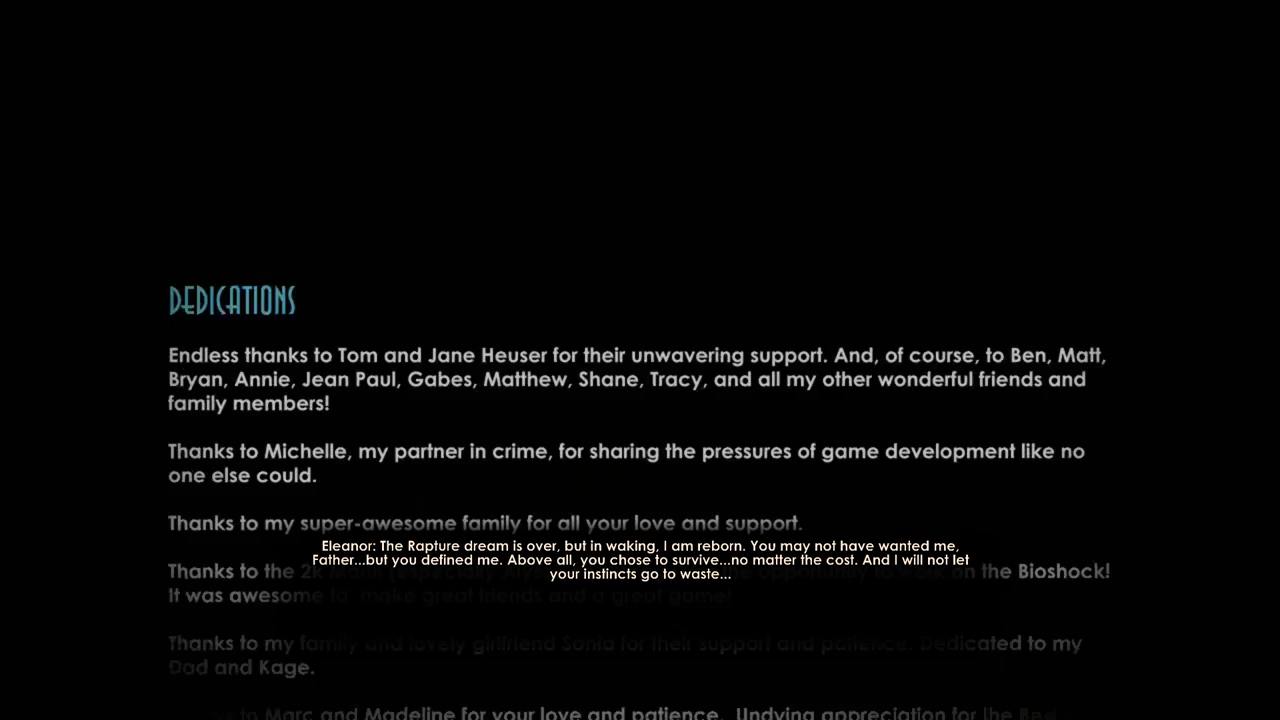 DEDICATIONS
Endless thanks to Tom and Jane Heuser for their unwavering support. And, of course, to Ben, Matt,
Bryan, Annie, Jean Paul, Gabes, Matthew, Shane, Tracy, and all my other wonderful friends and
family members!
Thanks to Michelle, my partner in crime, for sharing the pressures of game development like no
one else could.
Thanks to my super-awesome family for all your love and support.
Eleanor: The Rapture dream is over, but in waking, I am reborn. You may not have wanted me,
Father...but you defined me. Above all, you chose to survive...no matter the cost. And I will not let
your instincts go to waste...
Thanks to the 2k opportunity on the Bioshock!
It was awesome to make great friends and a great game!
Thanks to my family and lovely girlfriend Sonia for their support and patience. Dedicated to my
Dad and Kage.
to Marc and Madeline for your love and patience. Undying appreciation for the